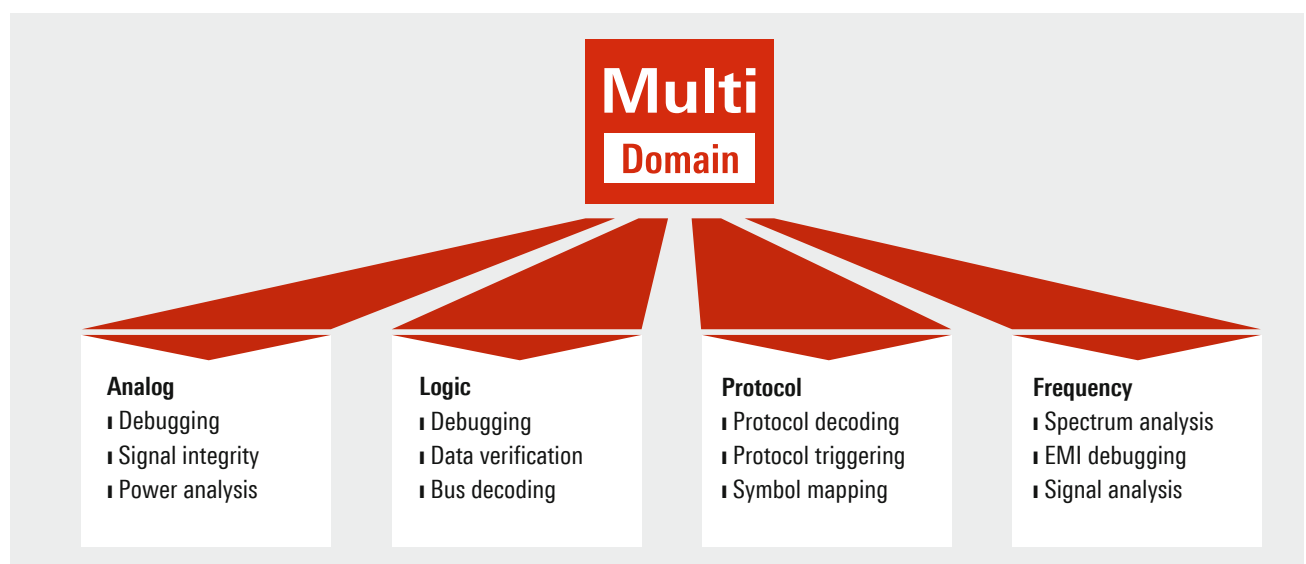 Multi
Domain
Analog
Debugging
Signal integrity
Power analysis
Logic
Debugging
Data verification
Bus decoding
Protocol
Protocol decoding
Protocol triggering
Symbol mapping
Frequency
Spectrum analysis
EMI debugging
Signal analysis